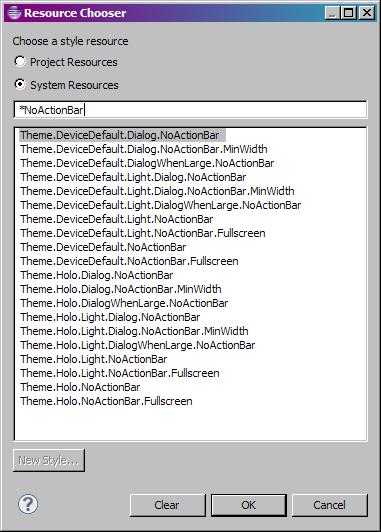 Resource Chooser
Choose a style resource
Project Resources
System Resources
*NoActionBar
Theme.DeviceDefault.Dialog.NoActionBar
Theme.DeviceDefault.Dialog.NoActionBar.MinWidth
Theme.DeviceDefault.DialogWhenLarge.NoActionBar
Theme.DeviceDefault.Light.Dialog.NoActionBar
Theme.DeviceDefault.Light.Dialog.NoActionBar.MinWidth
Theme.DeviceDefault.Light.DialogWhenLarge.NoActionBar
Theme.DeviceDefault.Light.NoActionBar
Theme.DeviceDefault.Light.NoActionBar.Fullscreen
Theme.DeviceDefault.NoActionBar
Theme.DeviceDefault.NoActionBar.Fullscreen
Theme.Holo.Dialog.NoActionBar
Theme.Holo.Dialog.NoActionBar.MinWidth
Theme.Holo.DialogWhenLarge.NoActionBar
Theme.Holo.Light.Dialog.NoActionBar
Theme.Holo.Light.Dialog.NoActionBar.MinWidth
Theme.Holo.Light.DialogWhenLarge.NoActionBar
Theme.Holo.Light.NoActionBar
Theme.Holo.Light.NoActionBar.Fullscreen
Theme.Holo.NoActionBar
Theme.Holo.NoActionBar.Fullscreen
New Style...
?
Clear
OK
Cancel